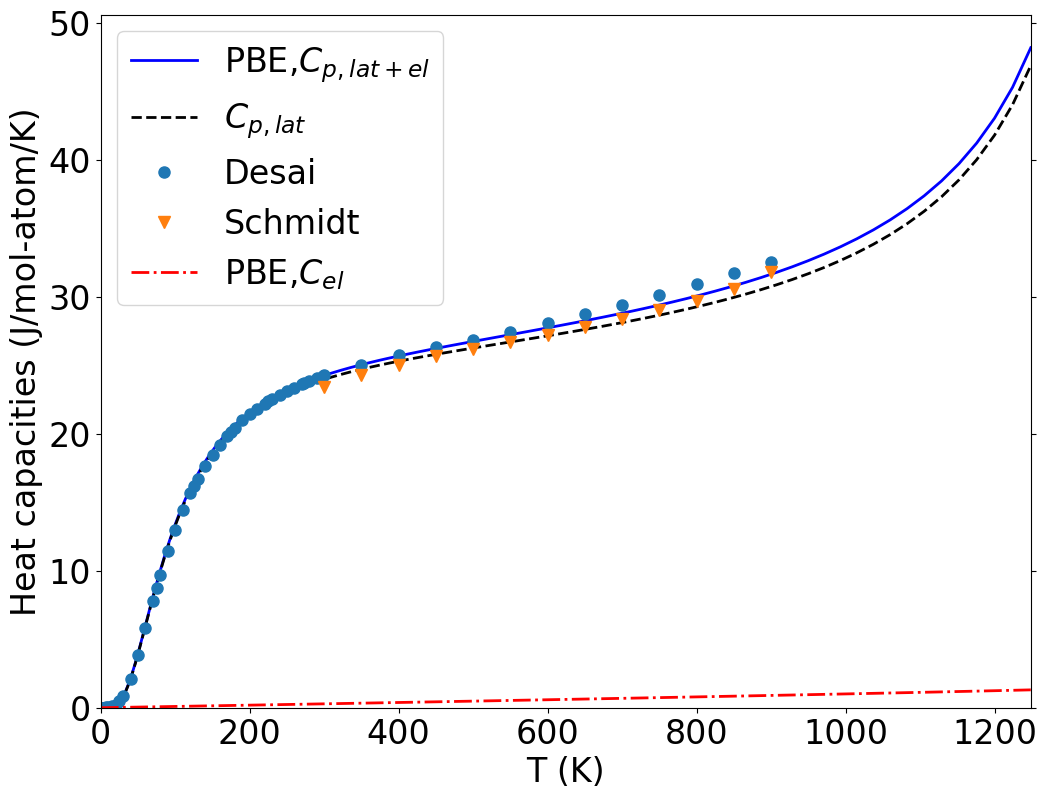 Heat capacities (J/mol-atom/K)
50
40
30
20
10
0
PBE,C_{p, lat+el}
C_{p, lat}
Desai
Schmidt
PBE,C_{el}
0 200 400 600 800 1000 1200
T (K)